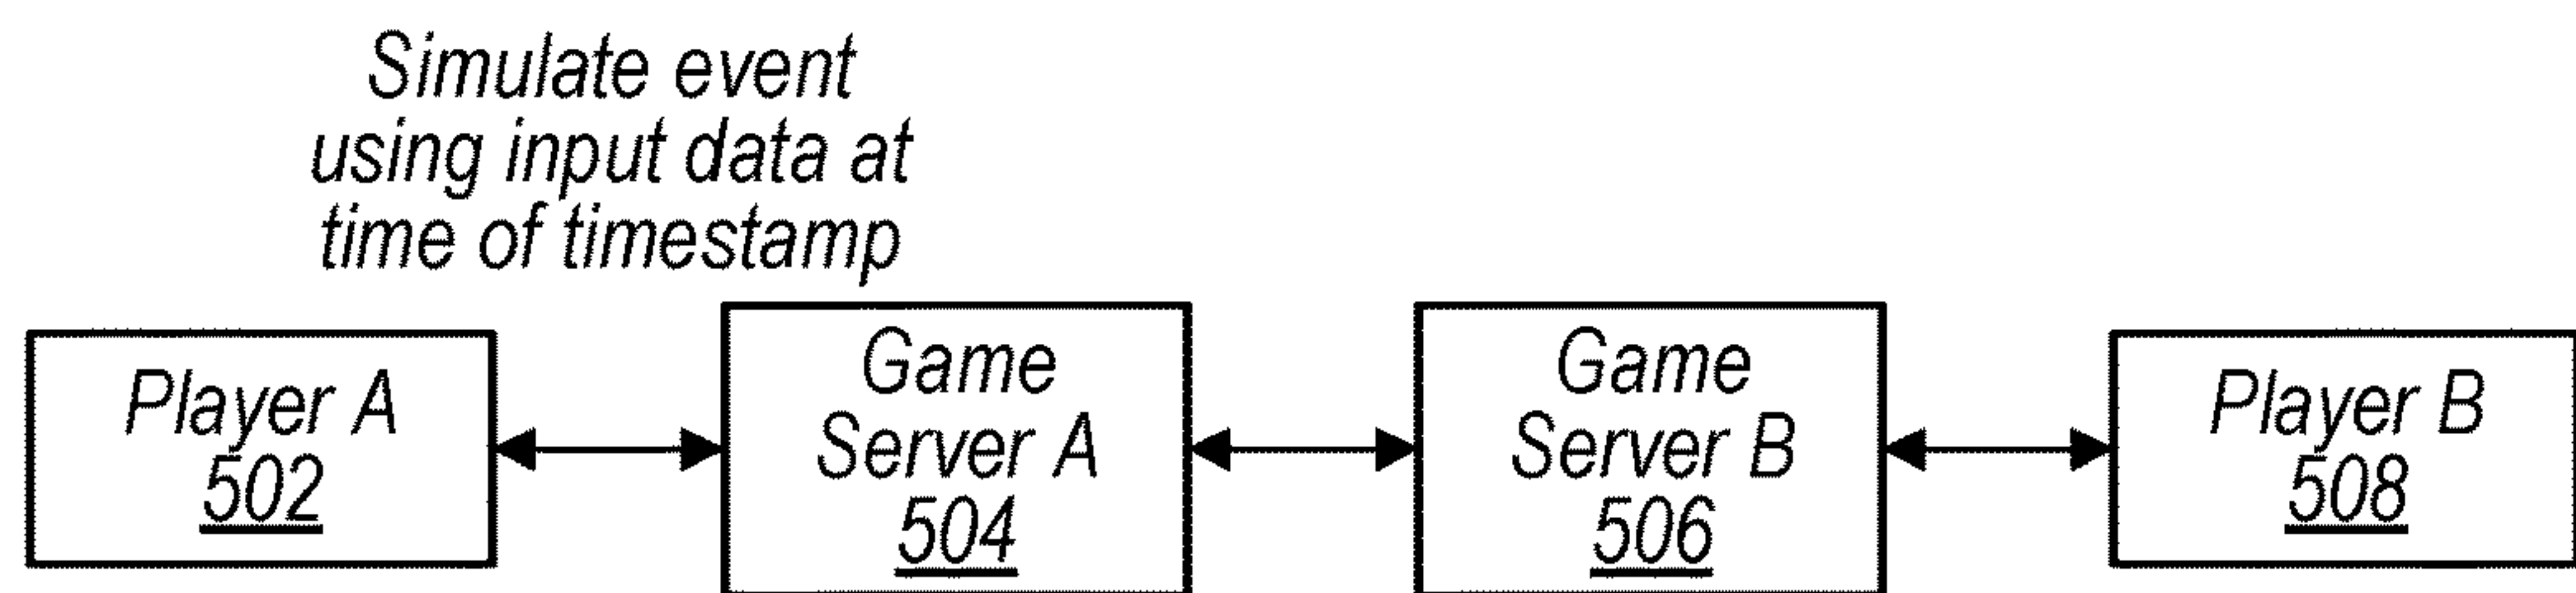 Simulate event
using input data at
time of timestamp
Player A
502
Game
Server A
504
Game
Server B
506
Player B
508